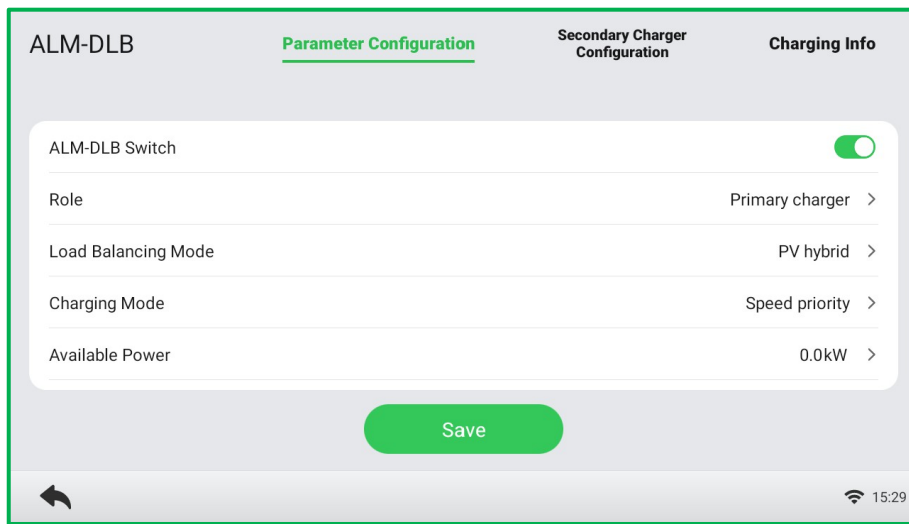 ALM-DLB
Parameter Configuration
Secondary Charger
Configuration
Charging Info
ALM-DLB Switch
Role
Primary charger
Load Balancing Mode
PV hybrid
Charging Mode
Speed priority
Available Power
0.0kW
Save
15:29